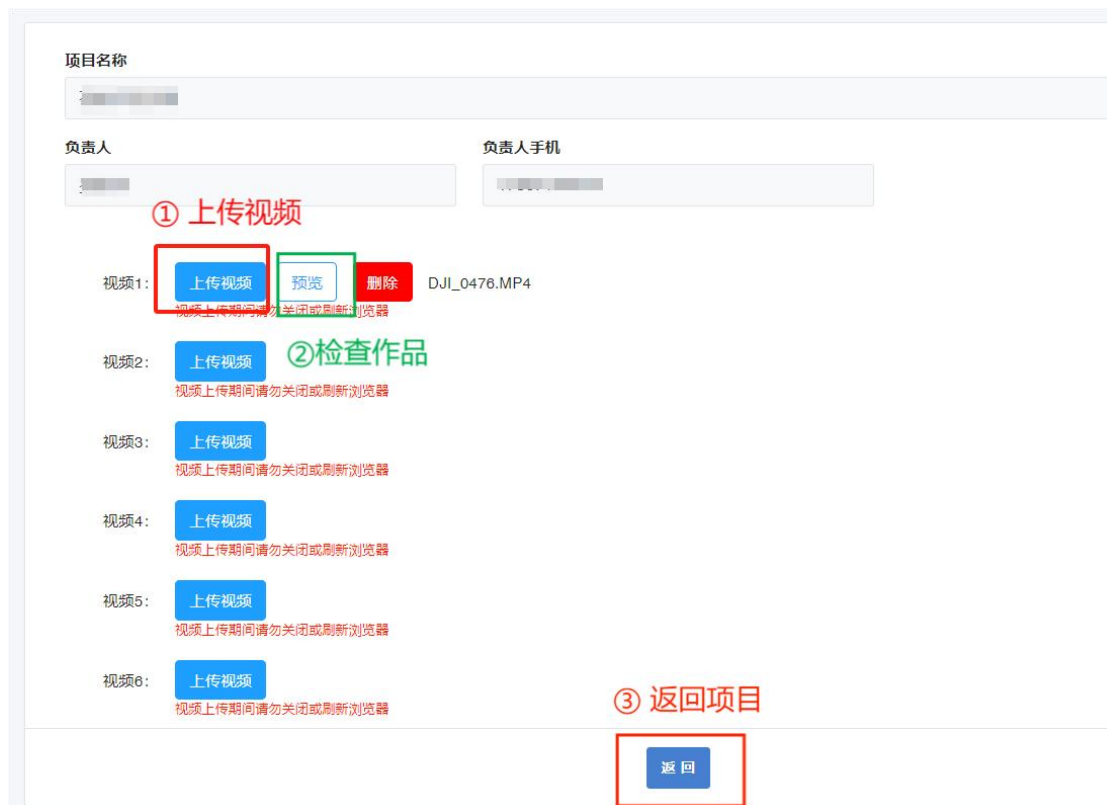 项目名称
负责人 负责人手机
① 上传视频
视频1: 上传视频 预览 删除 DJI_0476.MP4
视频上传期间请勿关闭或刷新浏览器
②检查作品
视频2: 上传视频
视频上传期间请勿关闭或刷新浏览器
视频3: 上传视频
视频上传期间请勿关闭或刷新浏览器
视频4: 上传视频
视频上传期间请勿关闭或刷新浏览器
视频5: 上传视频
视频上传期间请勿关闭或刷新浏览器
视频6: 上传视频
视频上传期间请勿关闭或刷新浏览器
③ 返回项目
返 回